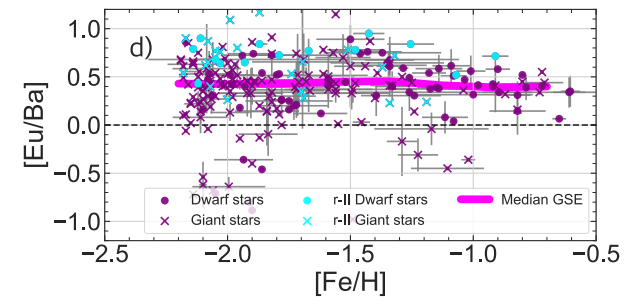 d)
1.0
0.5
0.0
−0.5
−1.0
[Eu/Ba]
Dwarf stars
r-II Dwarf stars
Median GSE
Giant stars
r-II Giant stars
−2.5
−2.0
−1.5
−1.0
−0.5
[Fe/H]